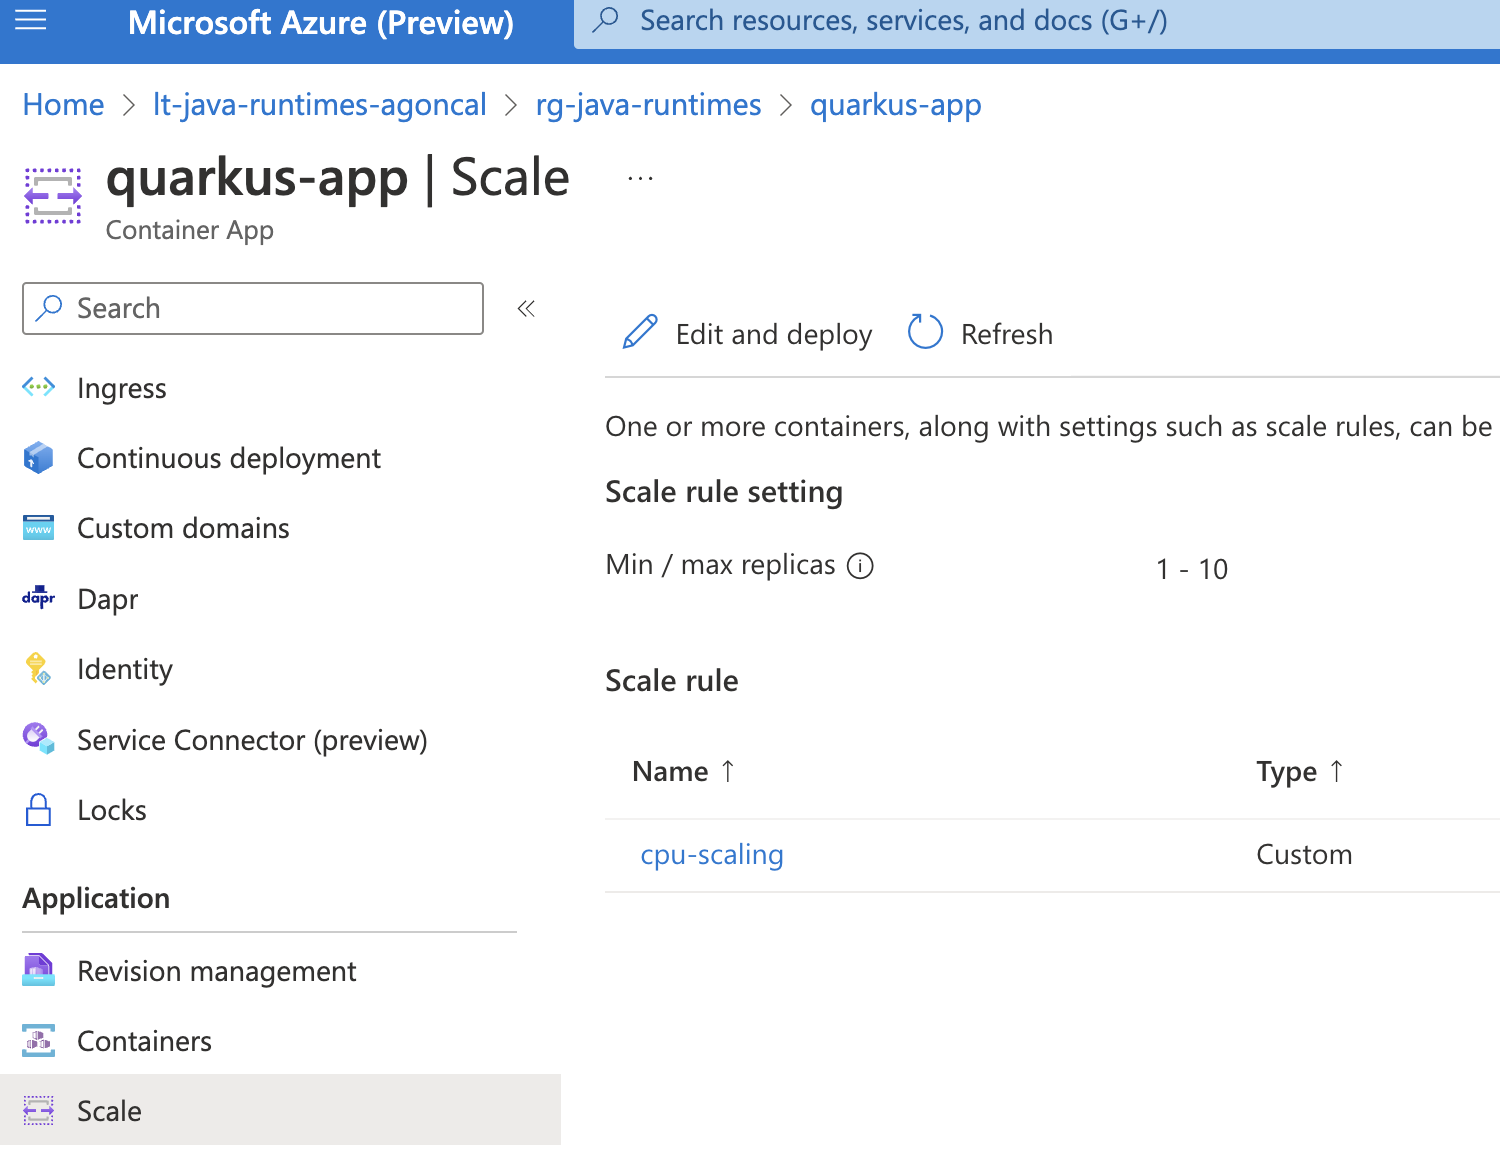 Microsoft Azure (Preview)
Search resources, services, and docs (G+/)
Home > lt-java-runtimes-agoncal > rg-java-runtimes > quarkus-app
quarkus-app | Scale ...
Container App
Search
«
Ingress
Continuous deployment
www
Custom domains
dapr
Dapr
Identity
Service Connector (preview)
Locks
Application
Revision management
Containers
Scale
Edit and deploy
Refresh
One or more containers, along with settings such as scale rules, can be
Scale rule setting
Min / max replicas
1 - 10
Scale rule
Name ↑
Type ↑
cpu-scaling
Custom